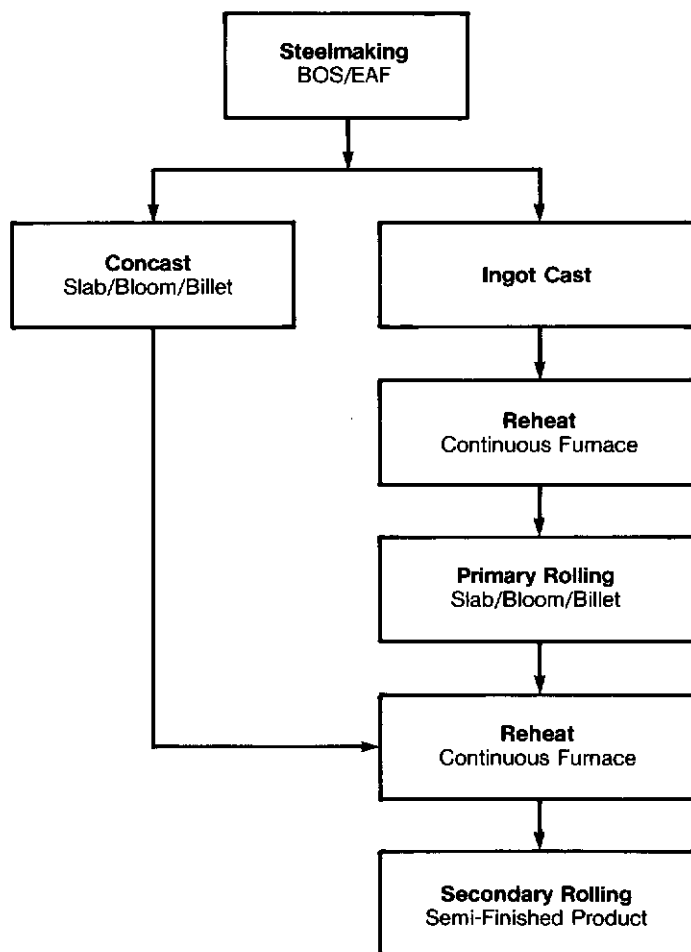 Steelmaking
BOS/EAF
Concast
Slab/Bloom/Billet
Ingot Cast
Reheat
Continuous Furnace
Primary Rolling
Slab/Bloom/Billet
Reheat
Continuous Furnace
Secondary Rolling
Semi-Finished Product